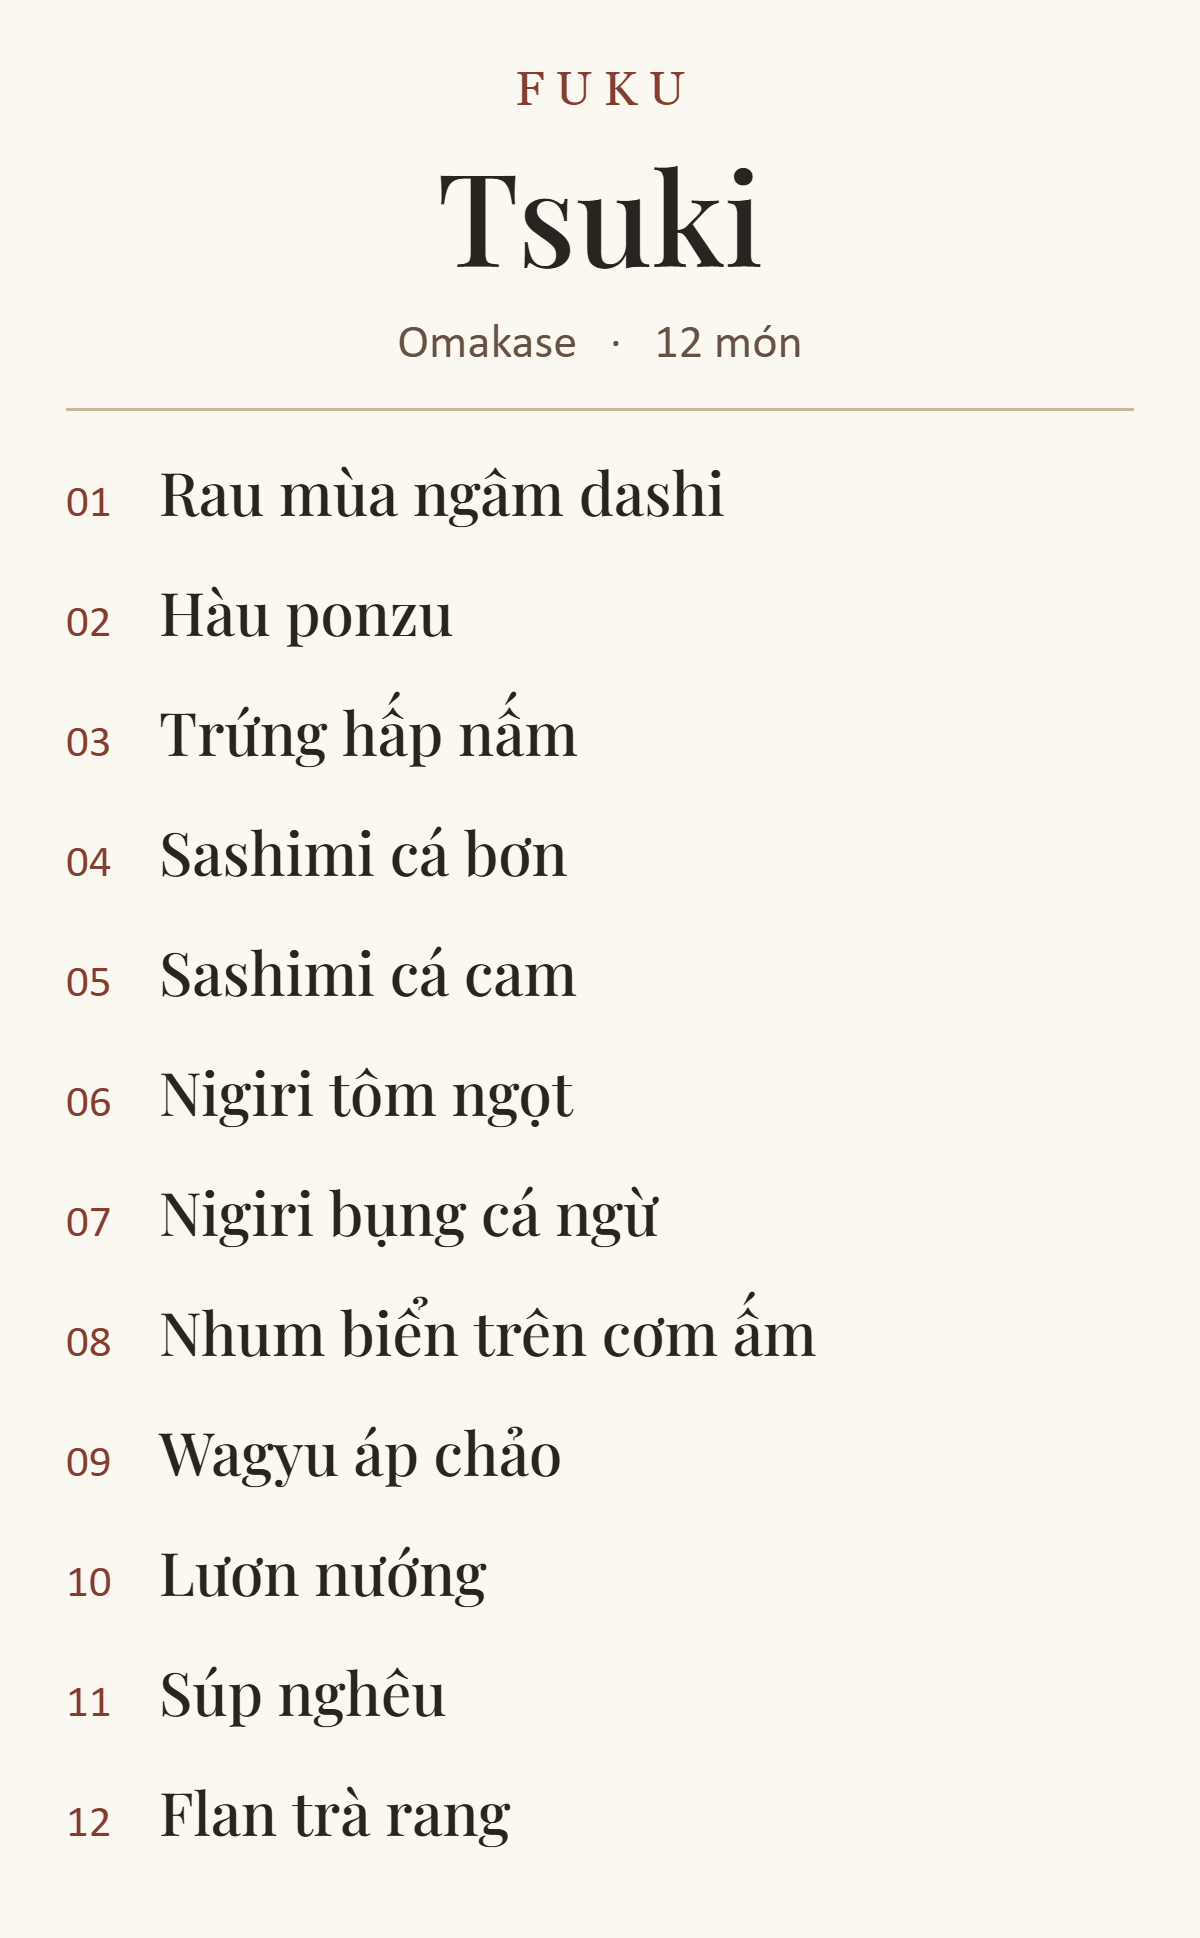 FUKU
Tsuki
Omakase · 12 món
01 Rau mùa ngâm dashi
02 Hàu ponzu
03 Trứng hấp nấm
04 Sashimi cá bơn
05 Sashimi cá cam
06 Nigiri tôm ngọt
07 Nigiri bụng cá ngừ
08 Nhum biển trên cơm ấm
09 Wagyu áp chảo
10 Lươn nướng
11 Súp nghêu
12 Flan trà rang